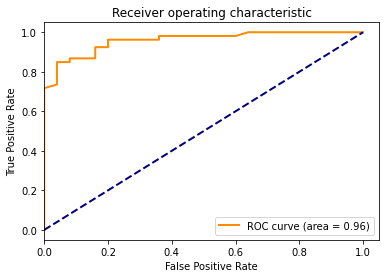 Receiver operating characteristic
True Positive Rate
1.0
0.8
0.6
0.4
0.2
0.0
ROC curve (area = 0.96)
0.0 0.2 0.4 0.6 0.8 1.0
False Positive Rate